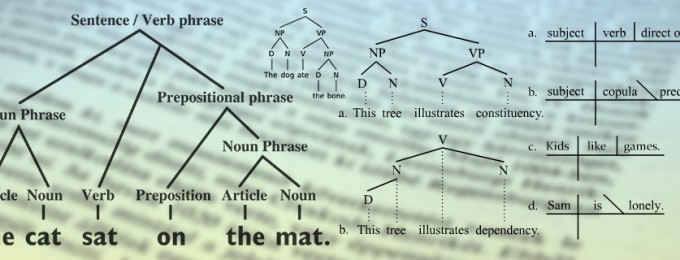 Sentence / Verb phrase
Prepositional phrase
un Phrase
Noun Phrase
cle Noun Verb Preposition Article Noun
e cat sat on the mat.
S
NP VP
D N V NP
The dog ate D N
the bone
S
NP VP
D N V N
a. This tree illustrates constituency.
V
N N
D
b. This tree illustrates dependency.
a. subject verb direct o
b. subject copula pred
c. Kids like games.
d. Sam is lonely.